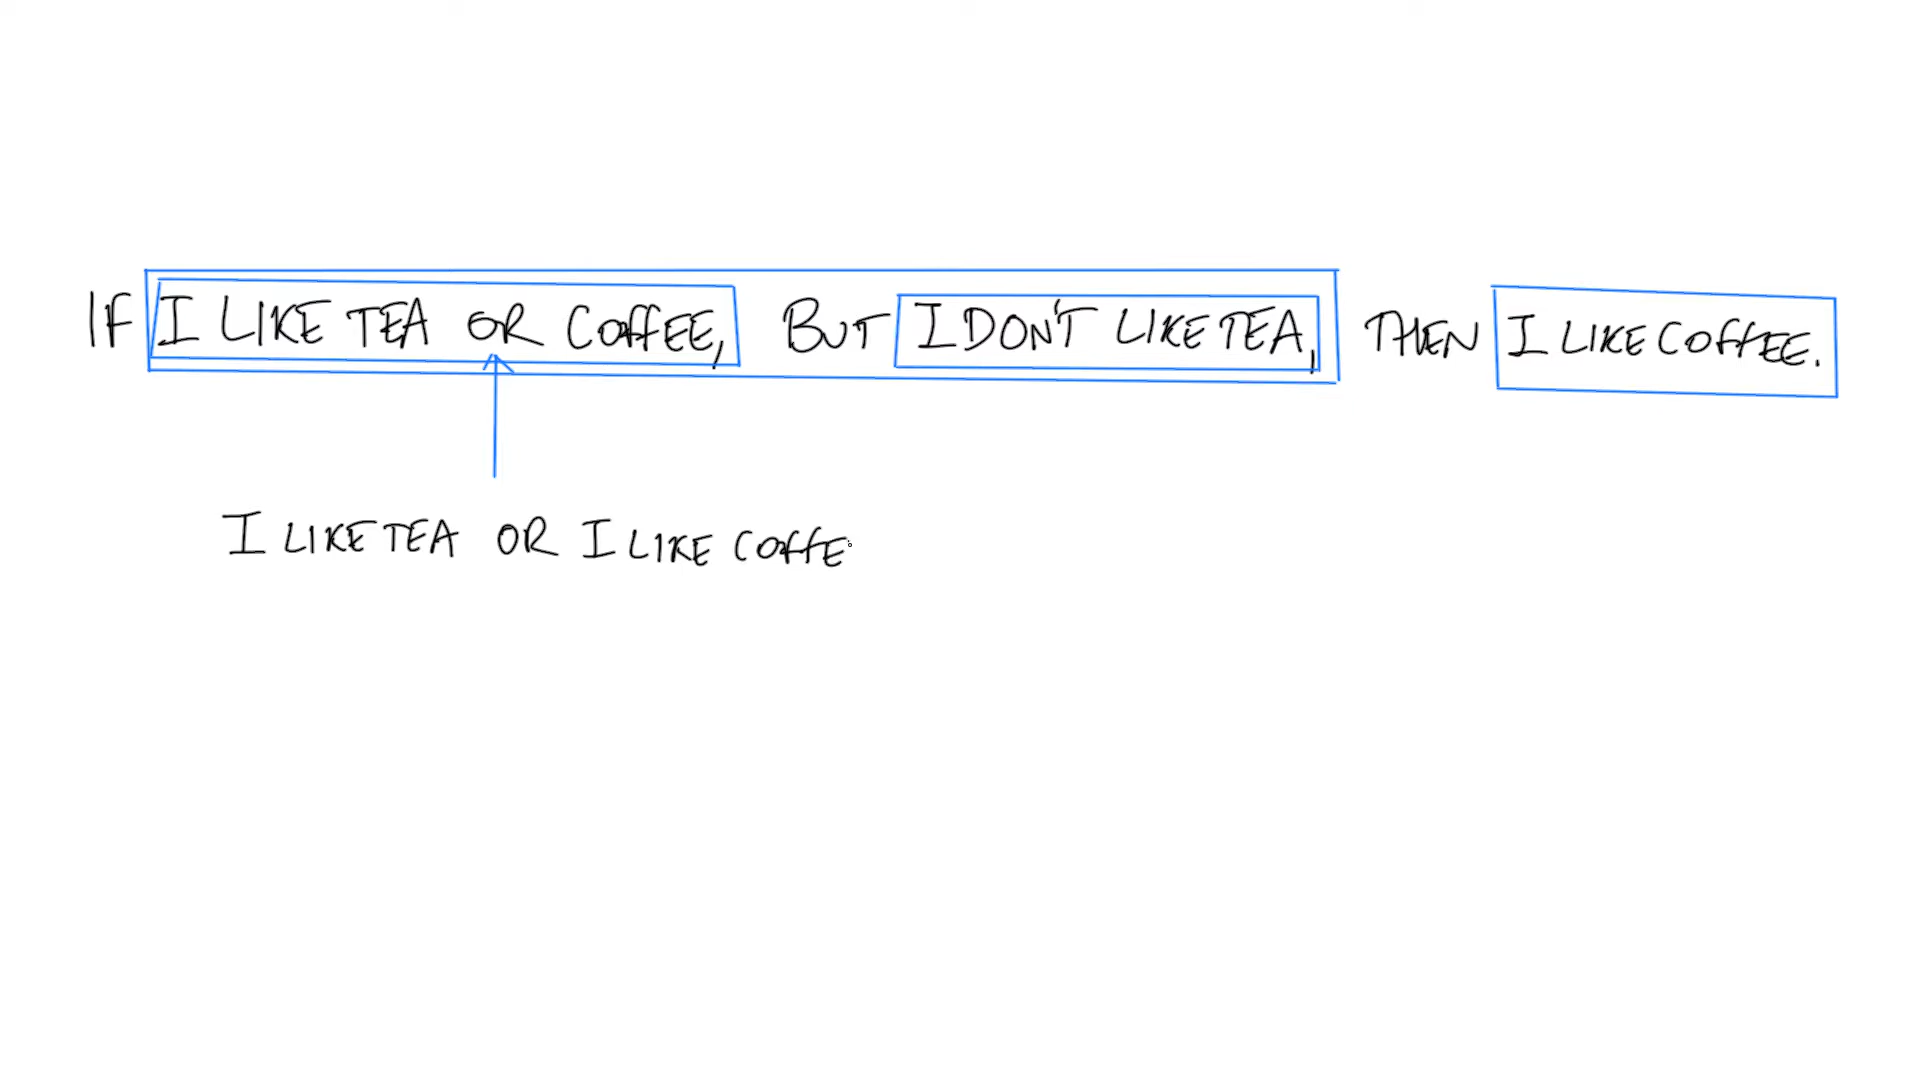 IF I LIKE TEA OR COFFEE, BUT I DON'T LIKE TEA, THEN I LIKE COFFEE.
I LIKE TEA OR I LIKE COFFE